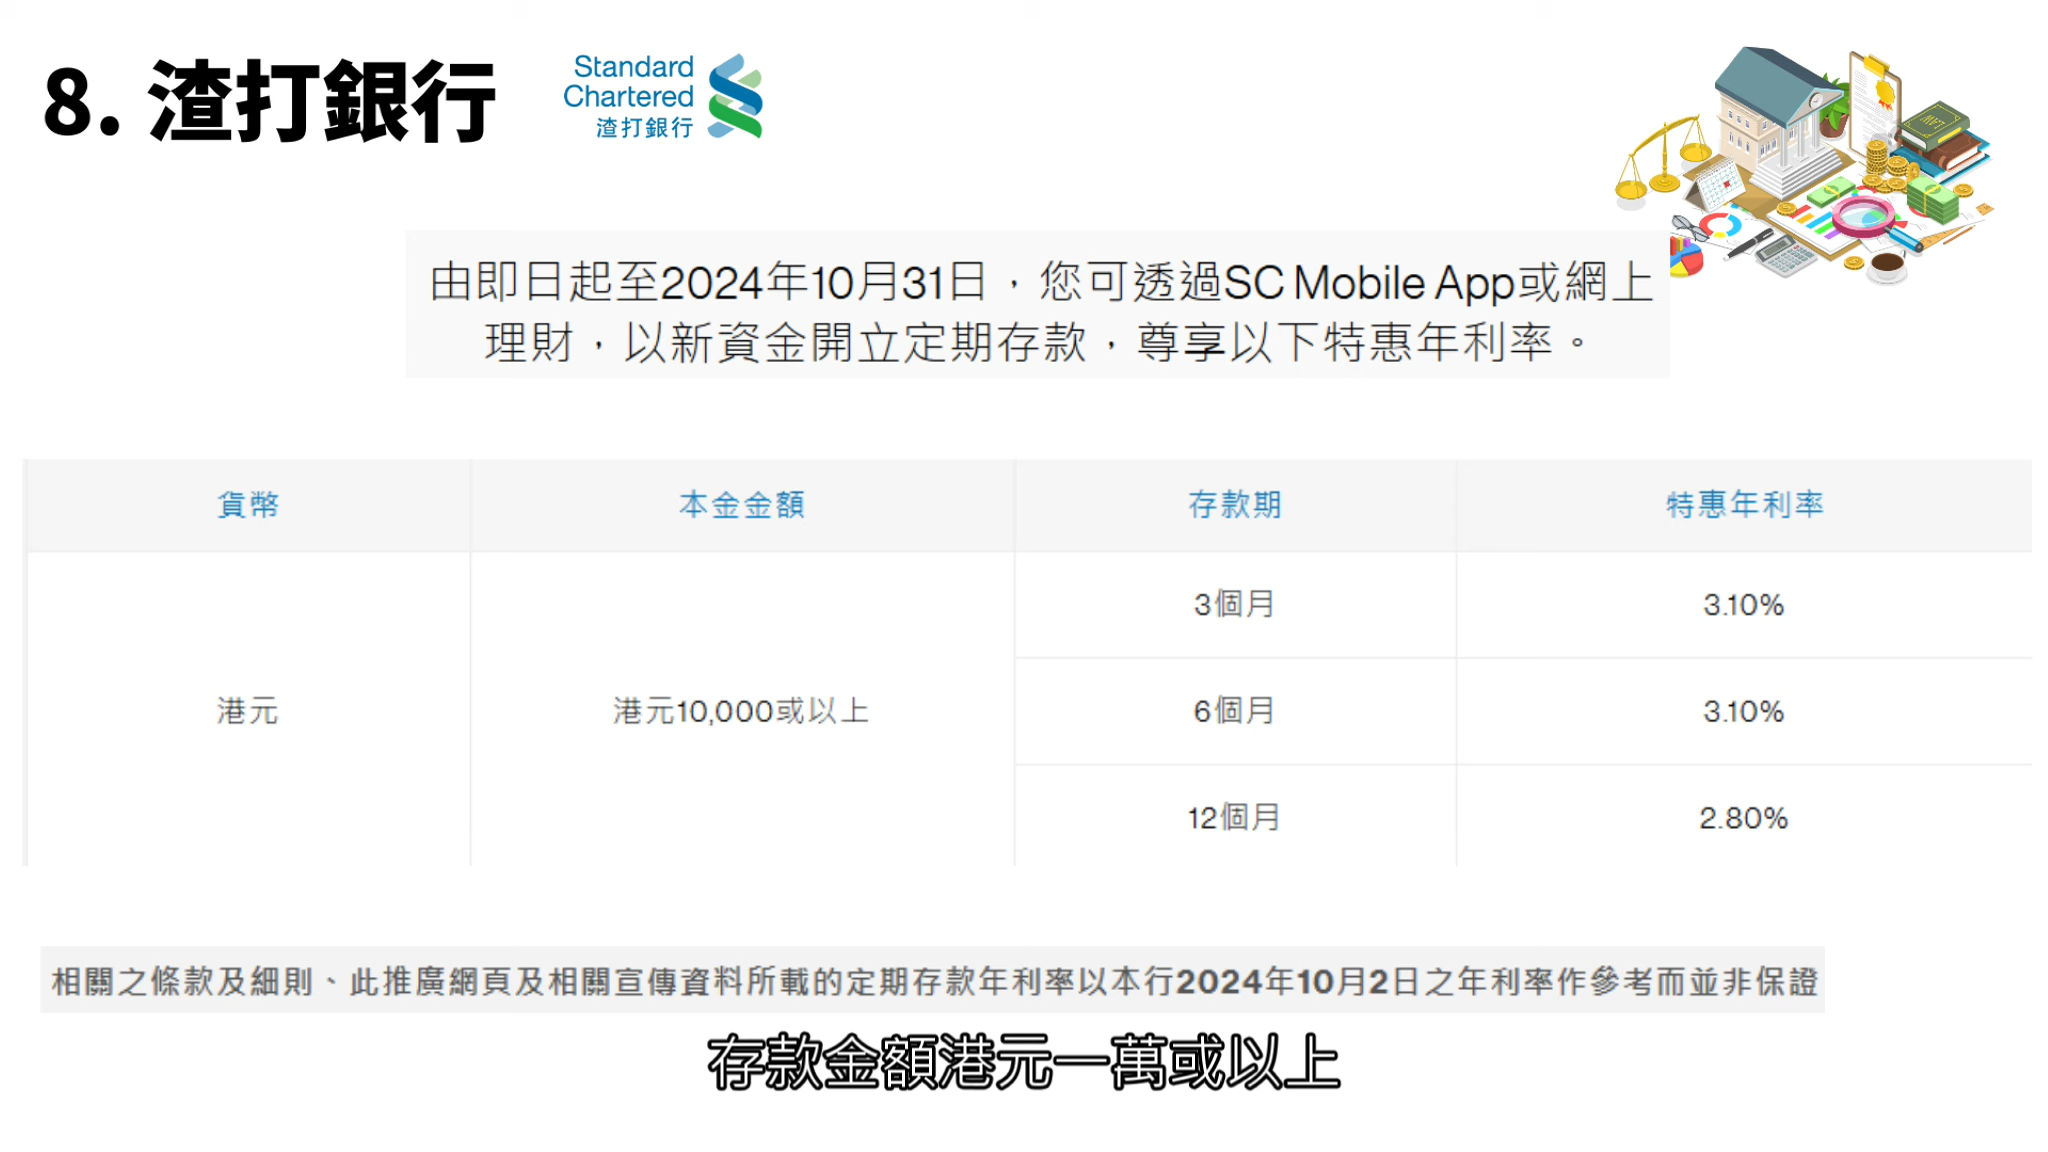 8. 渣打銀行
Standard
Chartered
渣打銀行
由即日起至2024年10月31日，您可透過SC Mobile App或網上
理財，以新資金開立定期存款，尊享以下特惠年利率。
貨幣 本金金額 存款期 特惠年利率
3個月 3.10%
港元 港元10,000或以上 6個月 3.10%
12個月 2.80%
相關之條款及細則、此推廣網頁及相關宣傳資料所載的定期存款年利率以本行2024年10月2日之年利率作參考而並非保證
存款金額港元一萬或以上
LAW